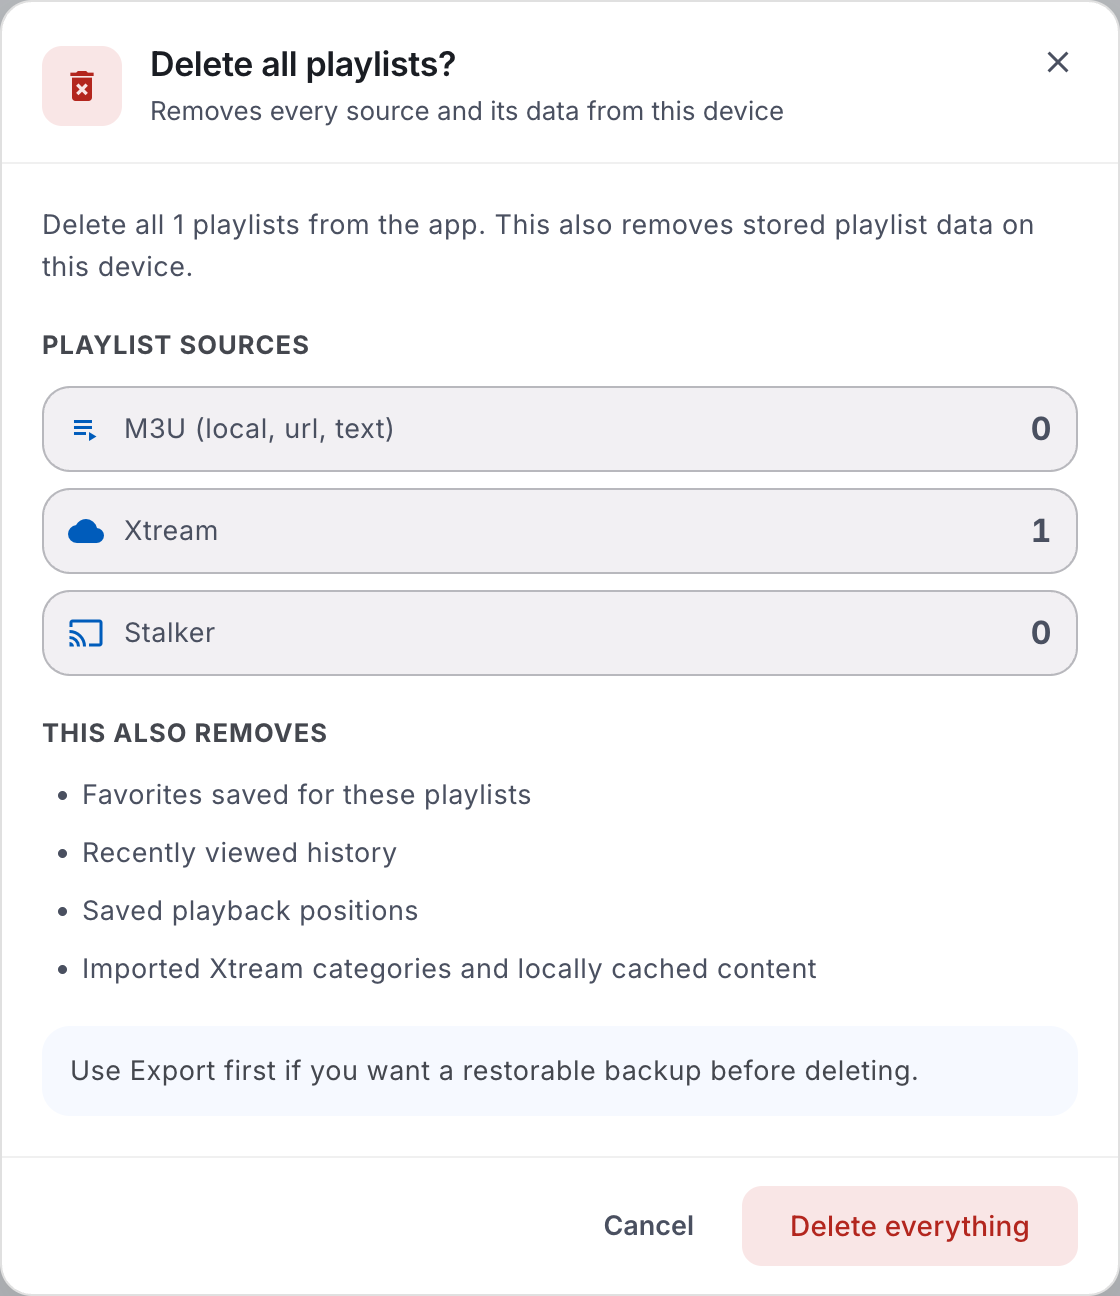 Delete all playlists?
Removes every source and its data from this device
Delete all 1 playlists from the app. This also removes stored playlist data on
this device.
PLAYLIST SOURCES
M3U (local, url, text) 0
Xtream 1
Stalker 0
THIS ALSO REMOVES
• Favorites saved for these playlists
• Recently viewed history
• Saved playback positions
• Imported Xtream categories and locally cached content
Use Export first if you want a restorable backup before deleting.
Cancel Delete everything